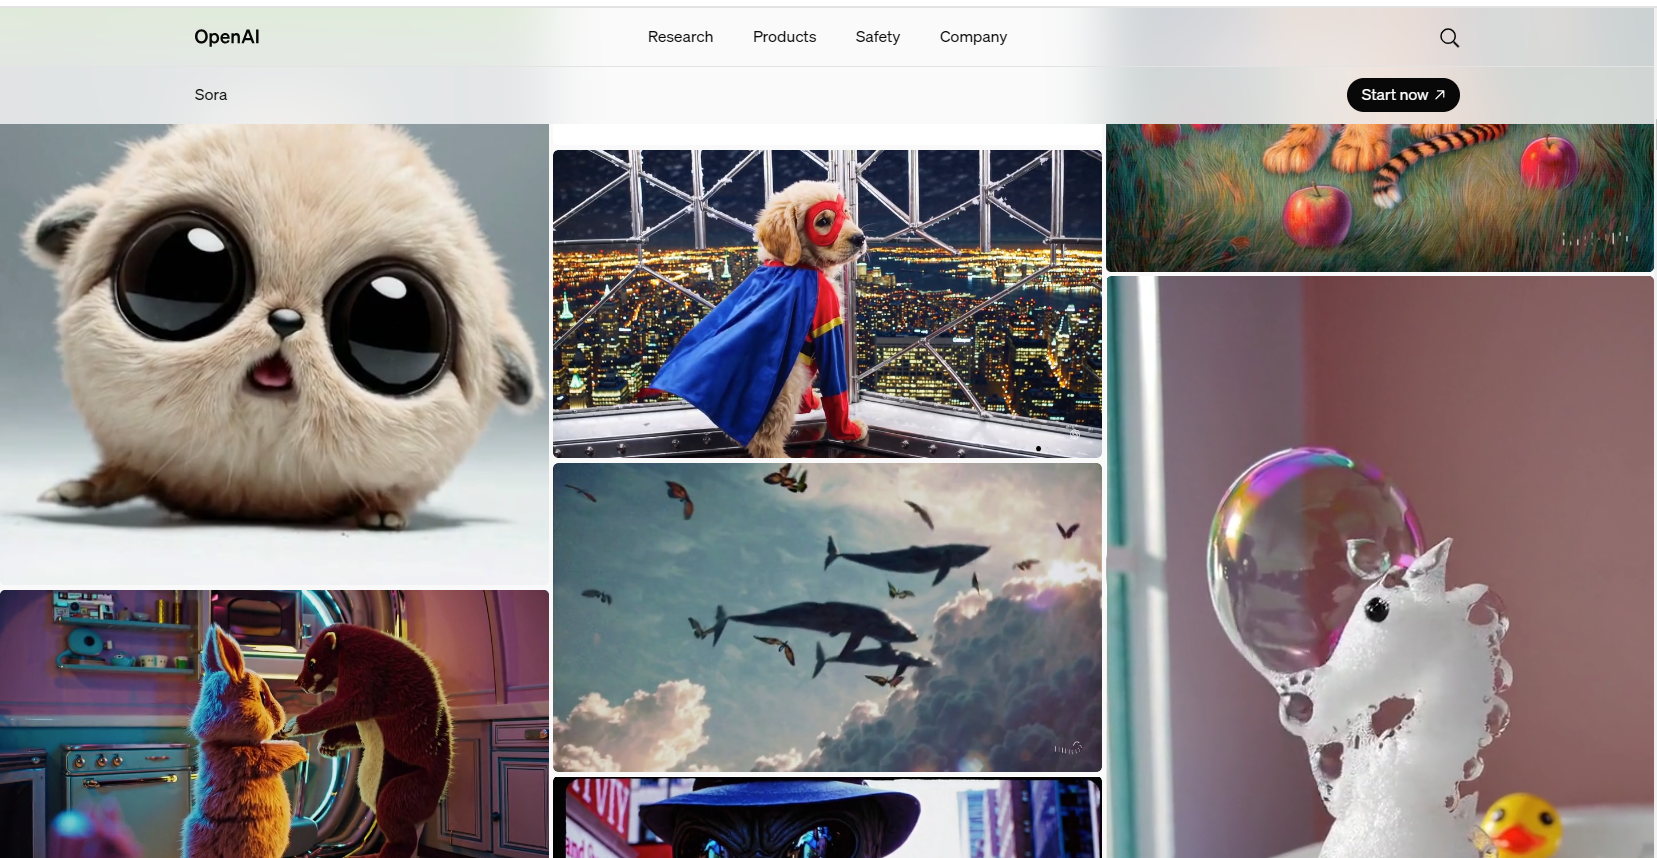 OpenAI
Research
Products
Safety
Company
Sora
Start now